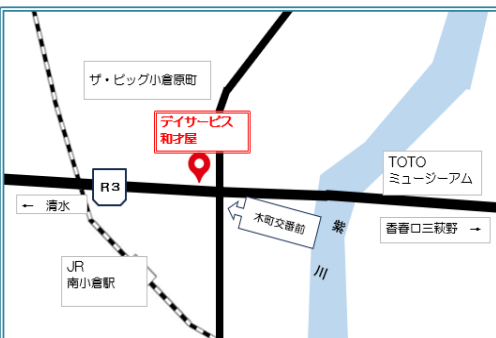 ザ・ビッグ小倉原町
デイサービス
和才屋
TOTO
ミュージーアム
R3
← 清水
木町交番前
紫
川
香春口三萩野 →
JR
南小倉駅